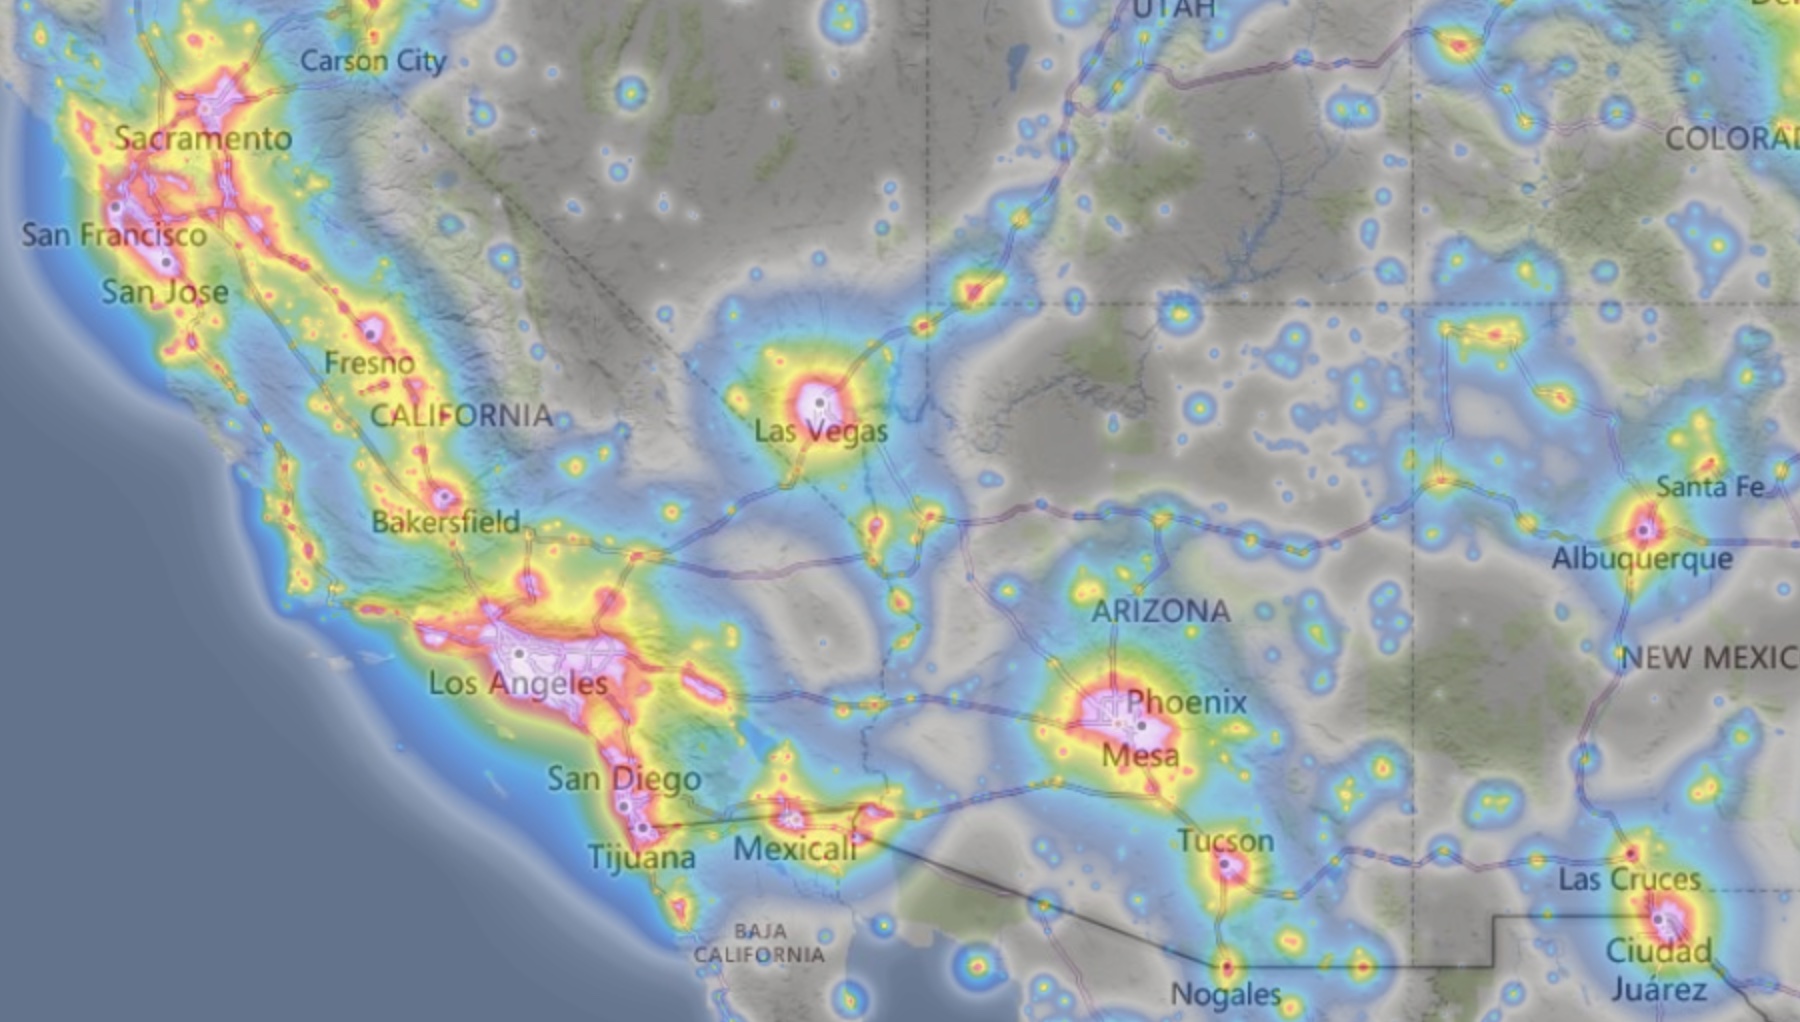 UTAH
Carson City
Sacramento
COLORAD
San Francisco
San Jose
Fresno
CALIFORNIA
Las Vegas
Santa Fe
Bakersfield
Albuquerque
ARIZONA
NEW MEXIC
Los Angeles
Phoenix
Mesa
San Diego
Tucson
Tijuana
Mexicali
Las Cruces
BAJA
CALIFORNIA
Ciudad
Juárez
Nogales